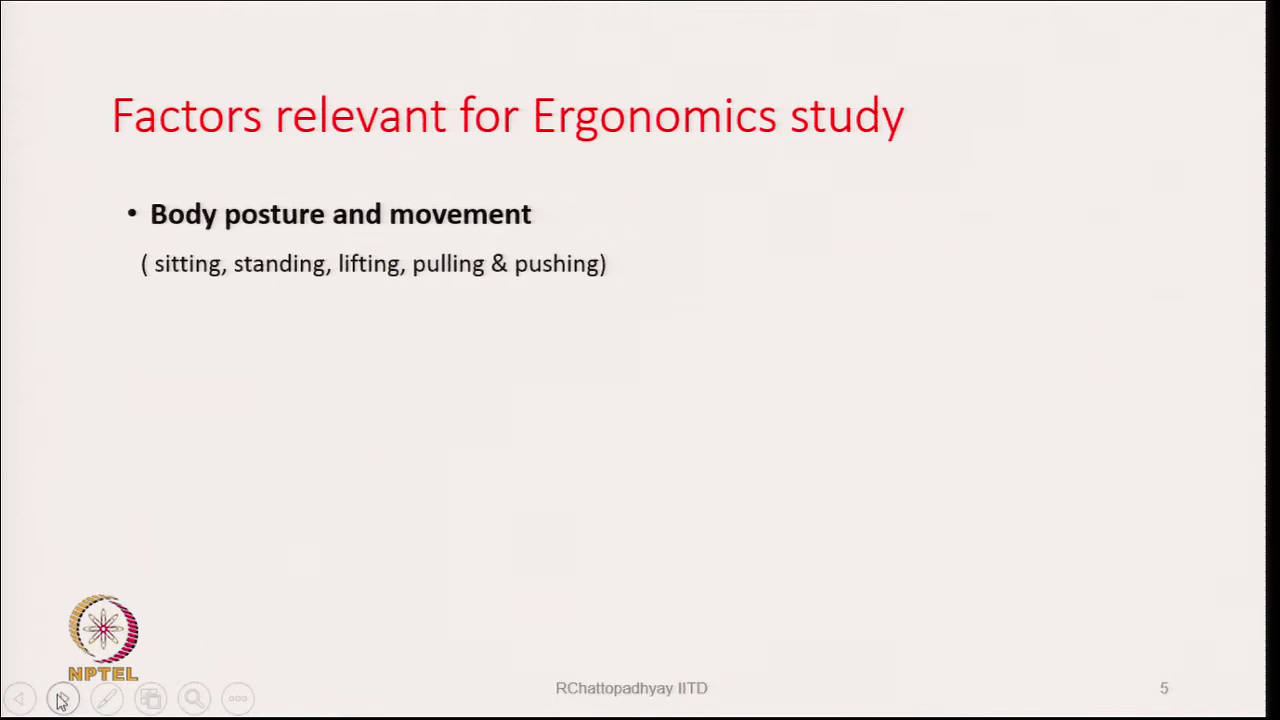 Factors relevant for Ergonomics study
• Body posture and movement
( sitting, standing, lifting, pulling & pushing)
NPTEL
RChattopadhyay IITD
5